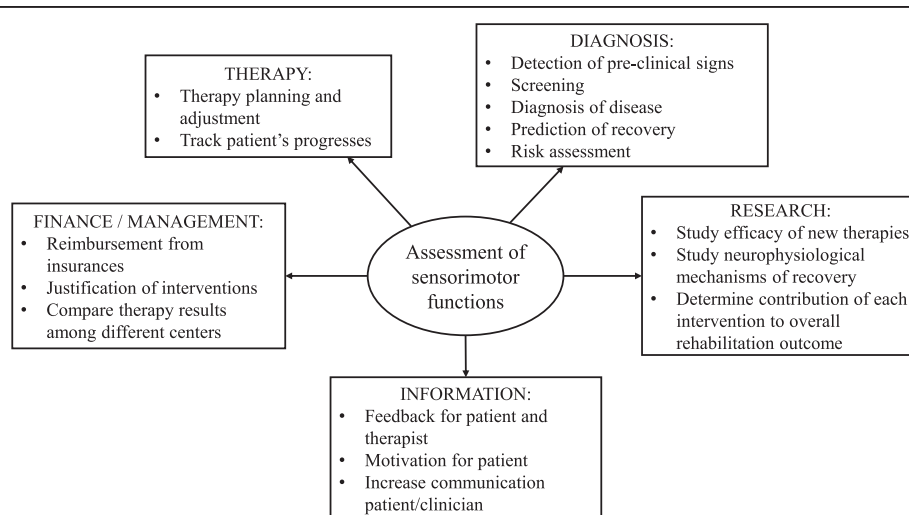 DIAGNOSIS:
• Detection of pre-clinical signs
• Screening
• Diagnosis of disease
• Prediction of recovery
• Risk assessment
THERAPY:
• Therapy planning and
adjustment
• Track patient’s progresses
FINANCE / MANAGEMENT:
• Reimbursement from
insurances
• Justification of interventions
• Compare therapy results
among different centers
Assessment of
sensorimotor
functions
RESEARCH:
• Study efficacy of new therapies
• Study neurophysiological
mechanisms of recovery
• Determine contribution of each
intervention to overall
rehabilitation outcome
INFORMATION:
• Feedback for patient and
therapist
• Motivation for patient
• Increase communication
patient/clinician